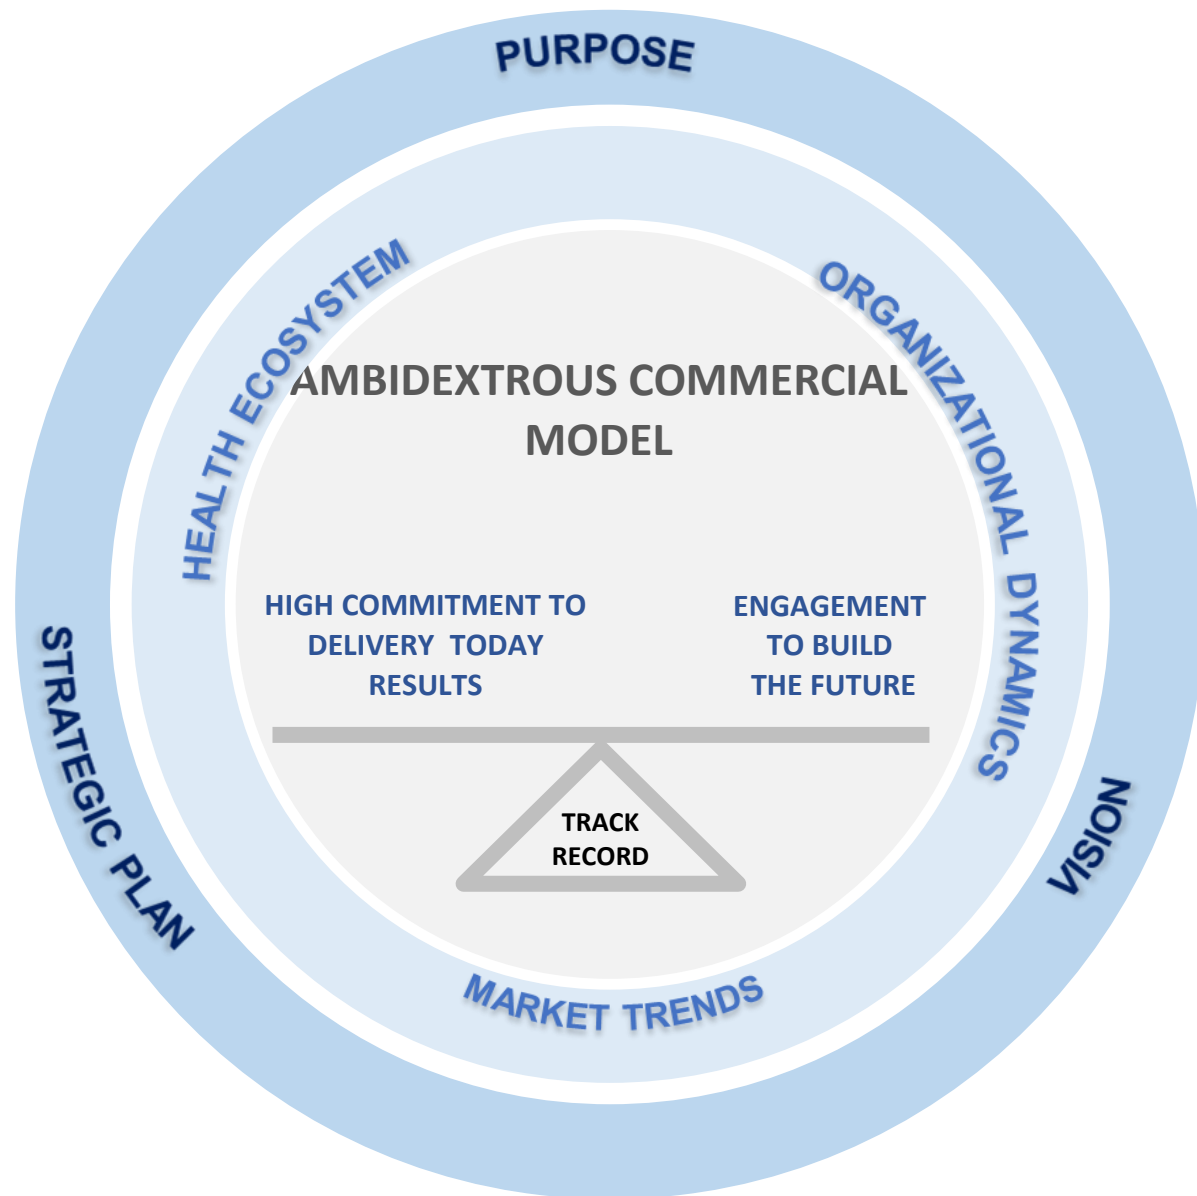 PURPOSE
HEALTH ECOSYSTEM
ORGANIZATIONAL DYNAMICS
AMBIDEXTROUS COMMERCIAL
MODEL
HIGH COMMITMENT TO
DELIVERY TODAY
RESULTS
ENGAGEMENT
TO BUILD
THE FUTURE
TRACK
RECORD
STRATEGIC PLAN
VISION
MARKET TRENDS